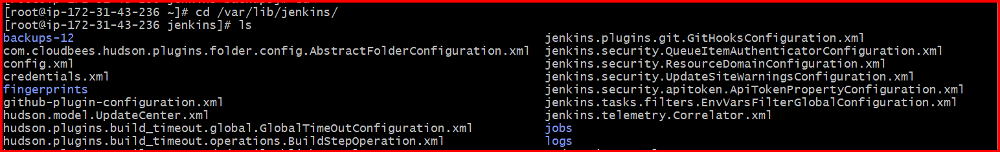 [root@ip-172-31-43-236 ~]# cd /var/lib/jenkins/
[root@ip-172-31-43-236 jenkins]# ls
backups-12 jenkins.plugins.git.GitHooksConfiguration.xml
com.cloudbees.hudson.plugins.folder.config.AbstractFolderConfiguration.xml jenkins.security.QueueItemAuthenticatorConfiguration.xml
config.xml jenkins.security.ResourceDomainConfiguration.xml
credentials.xml jenkins.security.UpdateSiteWarningsConfiguration.xml
fingerprints jenkins.security.apitoken.ApiTokenPropertyConfiguration.xml
github-plugin-configuration.xml jenkins.tasks.filters.EnvVarsFilterGlobalConfiguration.xml
hudson.model.UpdateCenter.xml jenkins.telemetry.Correlator.xml
hudson.plugins.build_timeout.global.GlobalTimeOutConfiguration.xml jobs
hudson.plugins.build_timeout.operations.BuildStepOperation.xml logs